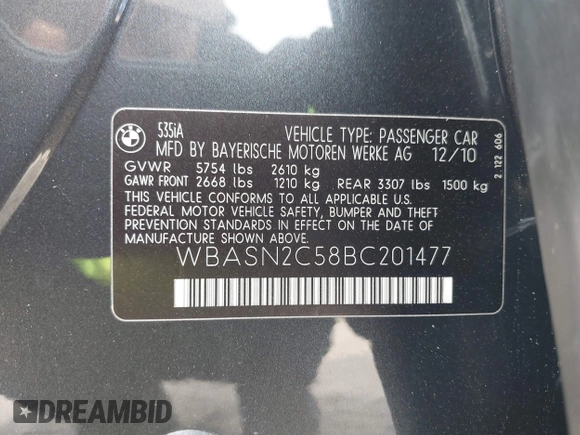 BMW
535iA
VEHICLE TYPE: PASSENGER CAR
MFD BY BAYERISCHE MOTOREN WERKE AG 12/10
GVWR 5754 lbs 2610 kg
GAWR FRONT 2668 lbs 1210 kg REAR 3307 lbs 1500 kg
THIS VEHICLE CONFORMS TO ALL APPLICABLE U.S.
FEDERAL MOTOR VEHICLE SAFETY, BUMPER AND THEFT
PREVENTION STANDARDS IN EFFECT ON THE DATE OF
MANUFACTURE SHOWN ABOVE.
WBASN2C58BC201477
2 122 606
DREAMBID